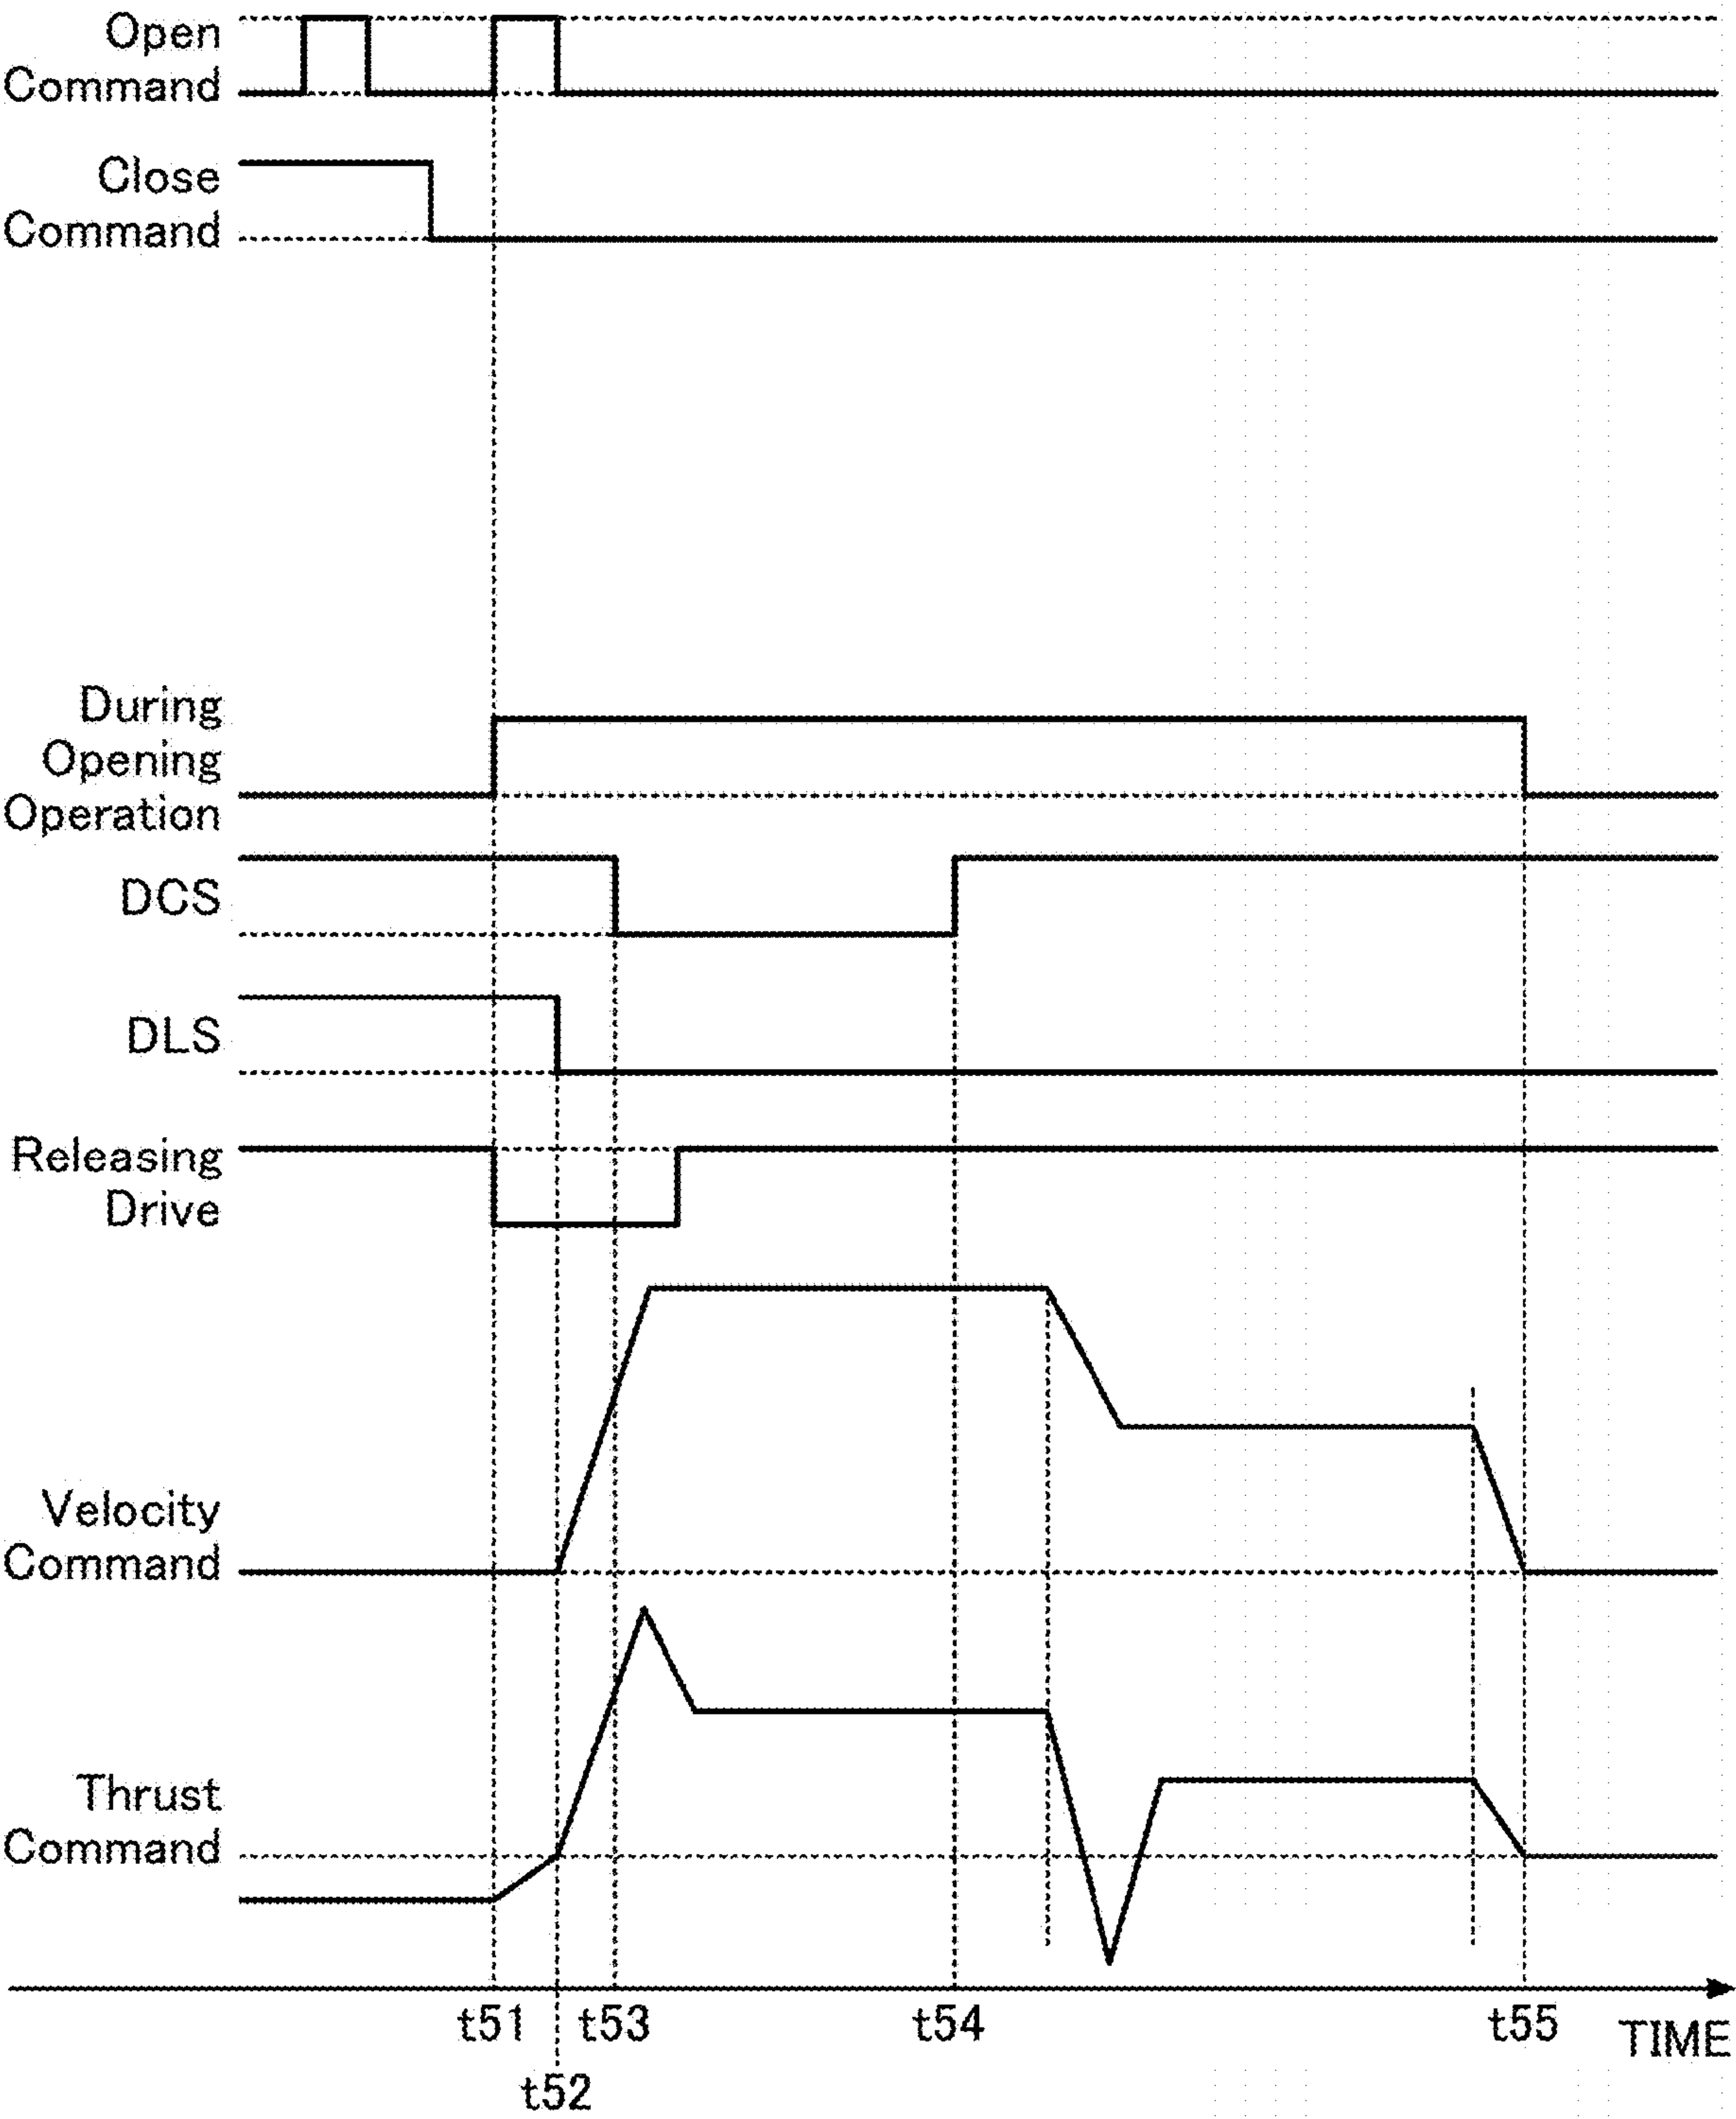 Open
Command
Close
Command
During
Opening
Operation
DCS
DLS
Releasing
Drive
Velocity
Command
Thrust
Command
t51
t53
t54
t55
TIME
t52